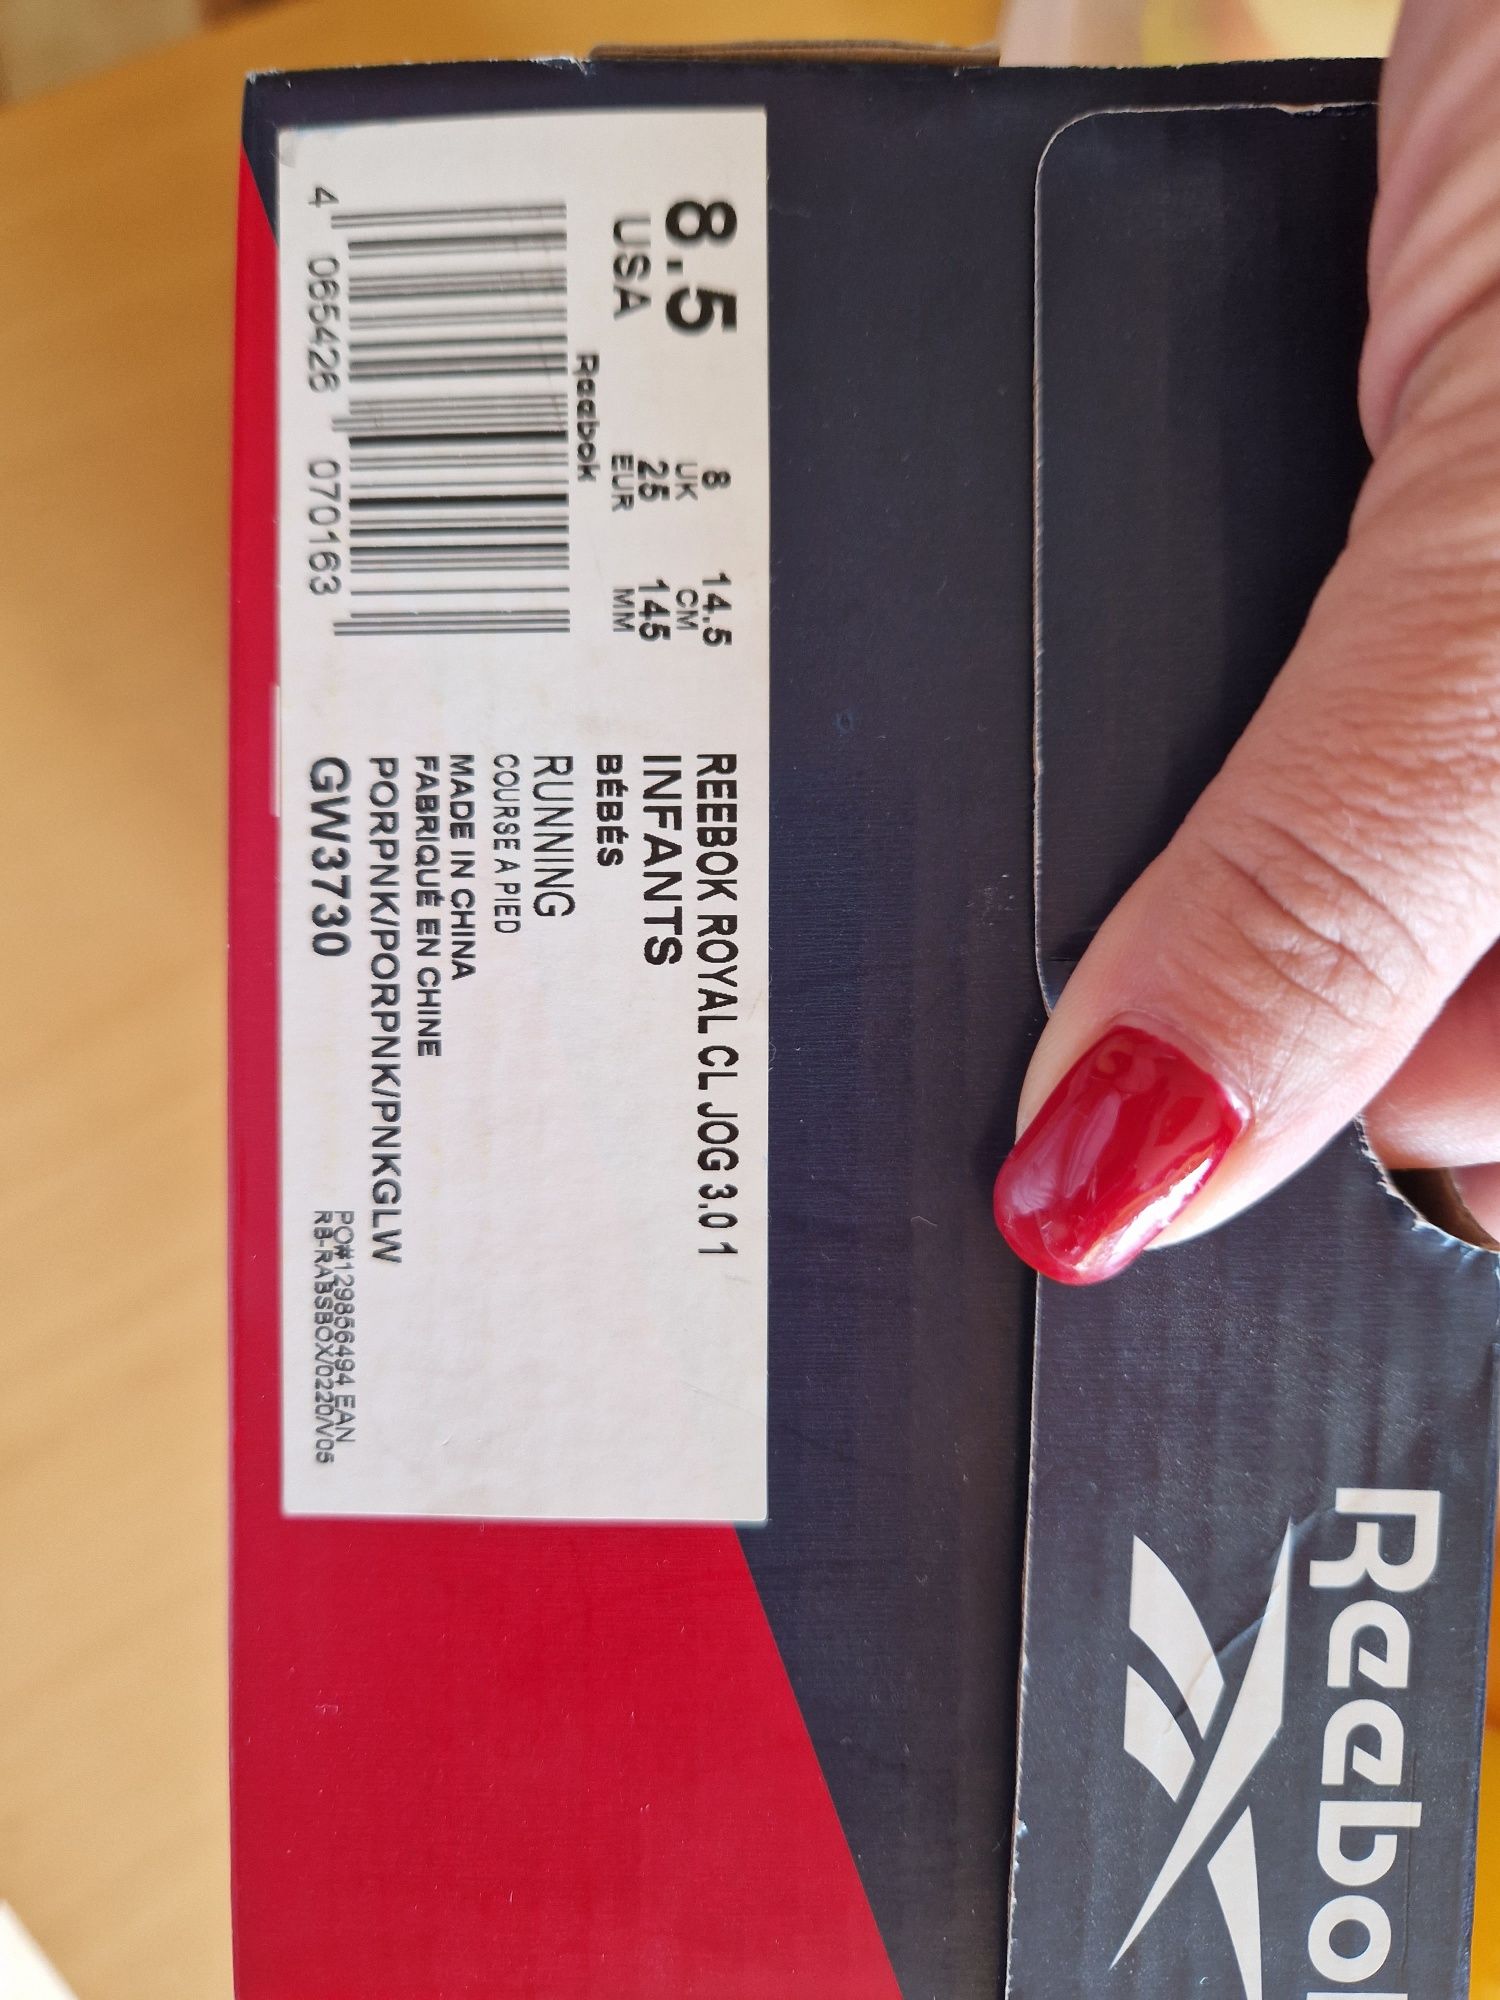 8.5
USA
8
UK
25
EUR
14.5
CM
145
MM
Reebok
4 065426 070163
REEBOK ROYAL CL JOG 3.0 1
INFANTS
BÉBÉS
RUNNING
COURSE A PIED
MADE IN CHINA
FABRIQUÉ EN CHINE
PORPNK/PORPNK/PNKGLW
GW3730
PO#129856494 EAN
RB-RABSBOX/0220/V05
Reebok